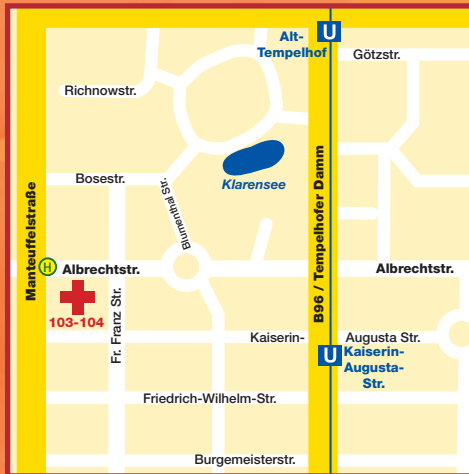 Alt-
Tempelhof
U
Götzstr.
Richnowstr.
Klarensee
Bosestr.
Blumenthal Str.
Manteuffelstraße
B96 / Tempelhofer Damm
H
Albrechtstr.
Albrechtstr.
103-104
Fr. Franz Str.
Kaiserin-
Augusta Str.
U
Kaiserin-
Augusta-
Str.
Friedrich-Wilhelm-Str.
Burgemeisterstr.